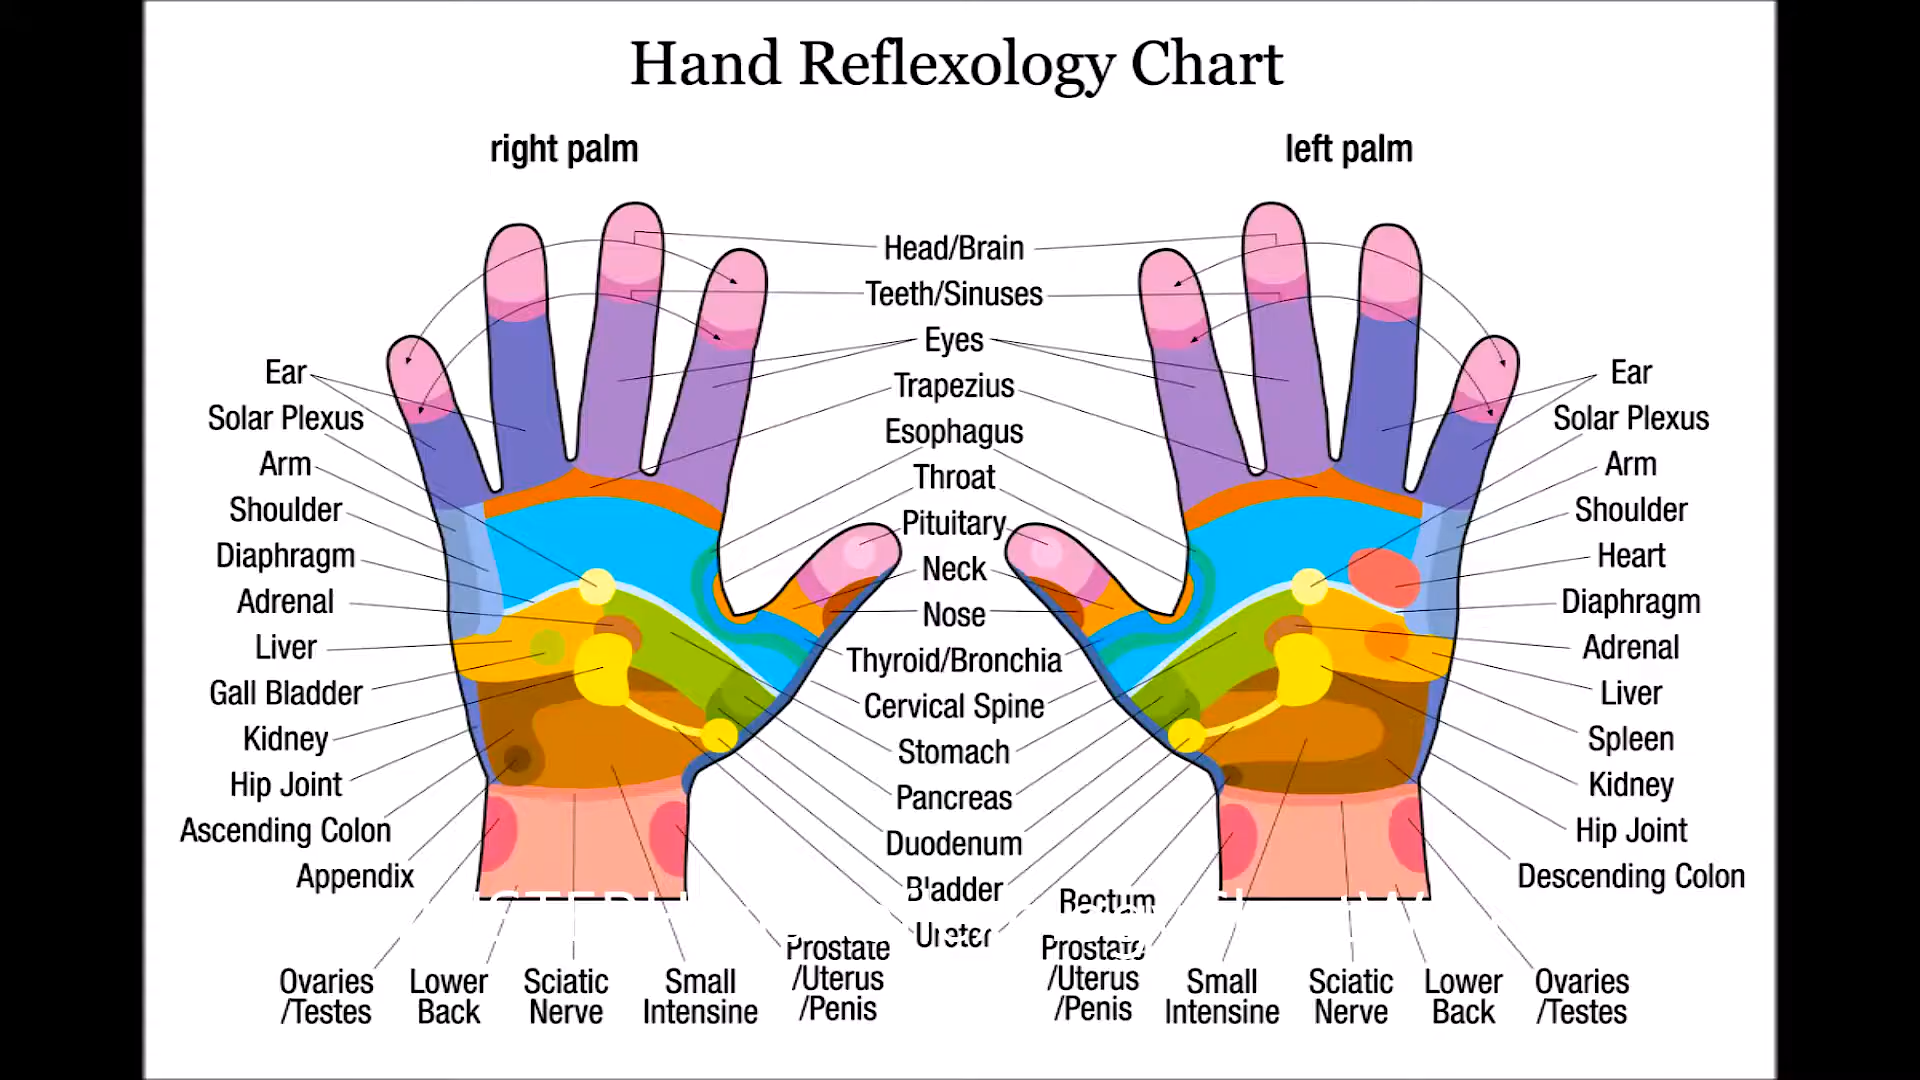 Hand Reflexology Chart
right palm
left palm
Head/Brain
Teeth/Sinuses
Eyes
Trapezius
Esophagus
Throat
Pituitary
Neck
Nose
Thyroid/Bronchia
Cervical Spine
Stomach
Pancreas
Duodenum
Bladder
Ureter
Ear
Solar Plexus
Arm
Shoulder
Diaphragm
Adrenal
Liver
Gall Bladder
Kidney
Hip Joint
Ascending Colon
Appendix
Ear
Solar Plexus
Arm
Shoulder
Heart
Diaphragm
Adrenal
Liver
Spleen
Kidney
Hip Joint
Descending Colon
Rectum
Ovaries
/Testes
Lower
Back
Sciatic
Nerve
Small
Intensine
Prostate
/Uterus
/Penis
Prostate
/Uterus
/Penis
Small
Intensine
Sciatic
Nerve
Lower
Back
Ovaries
/Testes